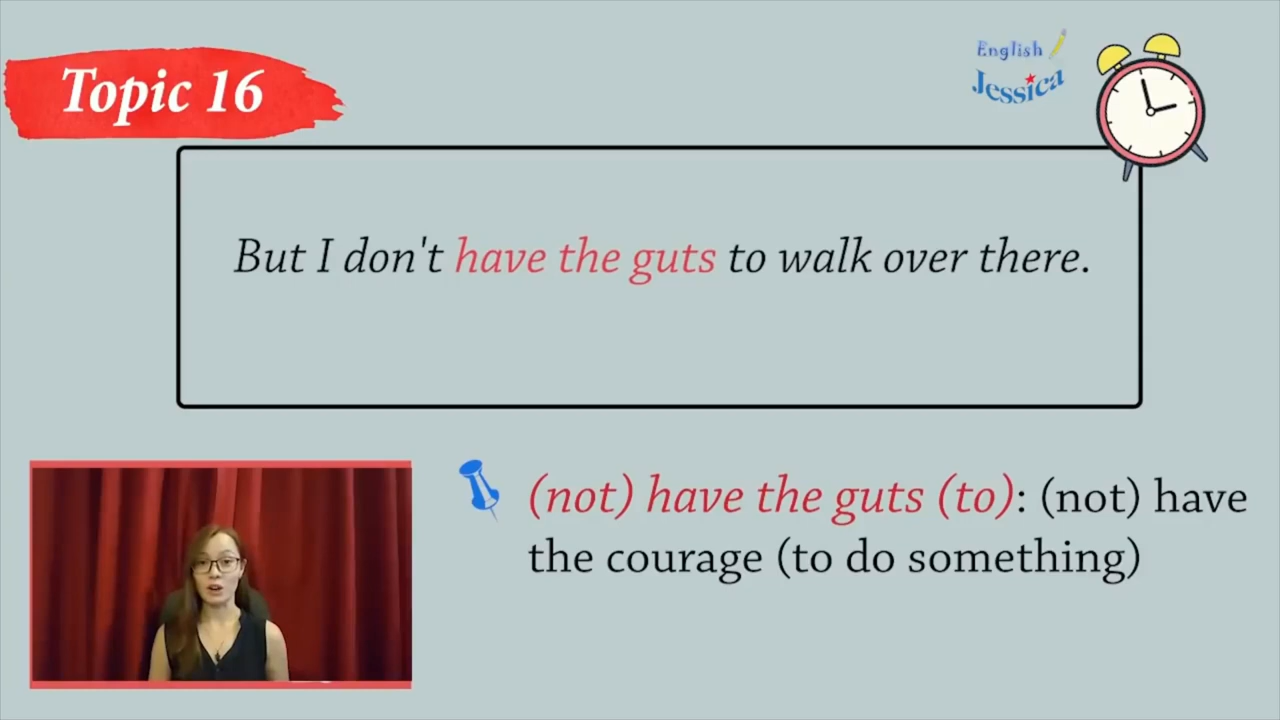 Topic 16
English
Jessica
But I don't have the guts to walk over there.
(not) have the guts (to): (not) have
the courage (to do something)